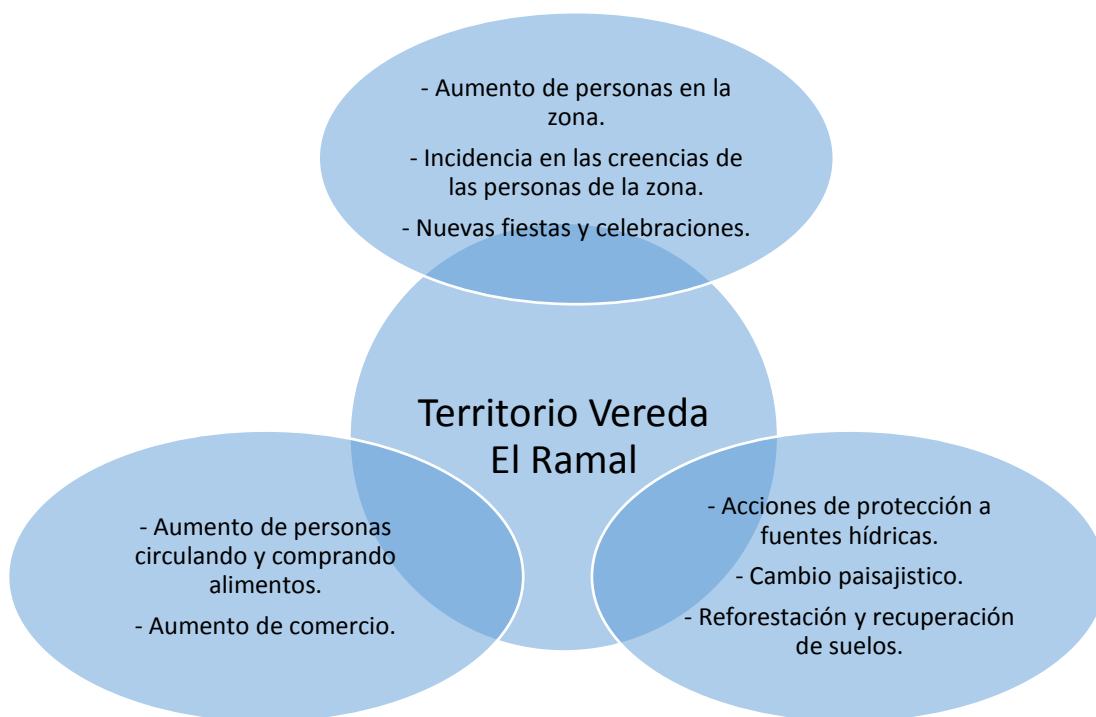 - Aumento de personas en la
zona.
- Incidencia en las creencias de
las personas de la zona.
- Nuevas fiestas y celebraciones.
Territorio Vereda
El Ramal
- Aumento de personas
circulando y comprando
alimentos.
- Aumento de comercio.
- Acciones de protección a
fuentes hídricas.
- Cambio paisajistico.
- Reforestación y recuperación
de suelos.